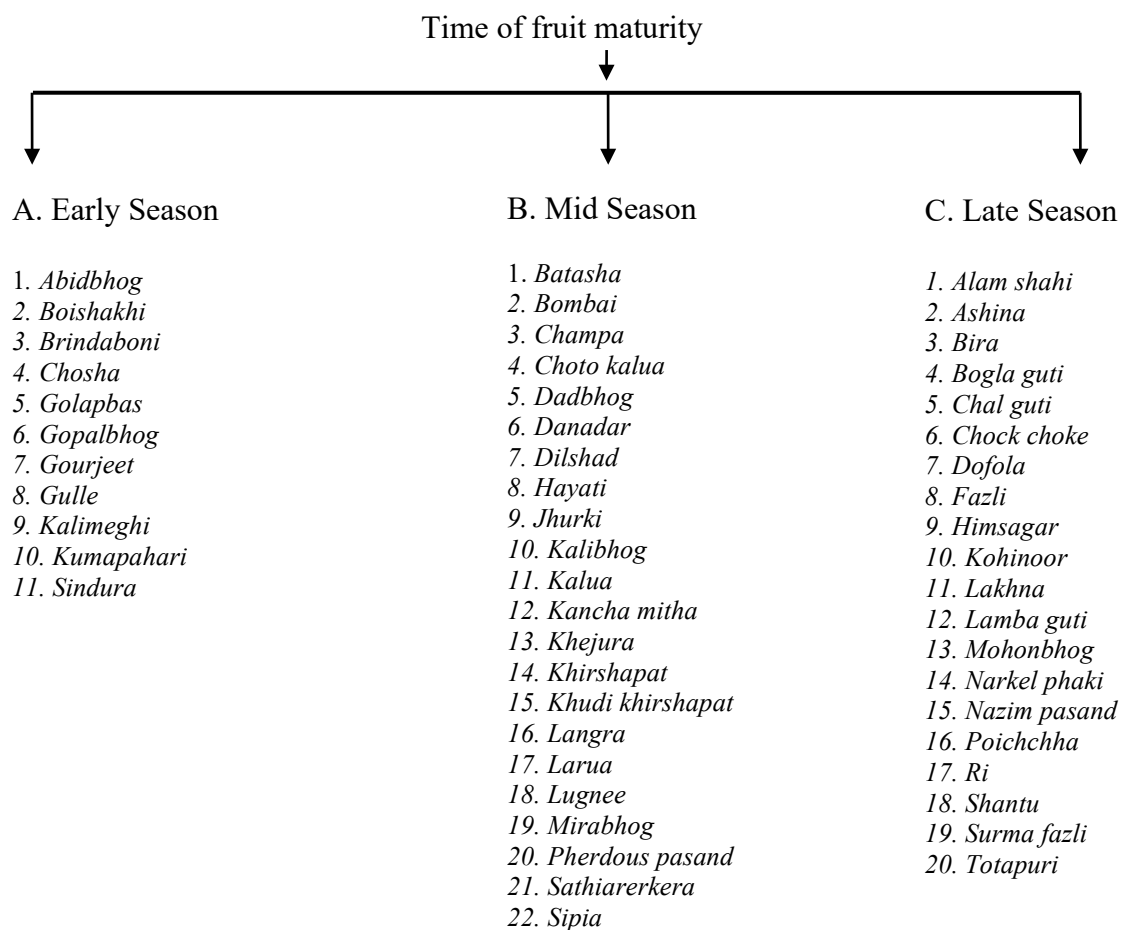 Time of fruit maturity
A. Early Season
1. Abidbhog
2. Boishakhi
3. Brindaboni
4. Chosha
5. Golapbas
6. Gopalbhog
7. Gourjeet
8. Gulle
9. Kalimeghi
10. Kumapahari
11. Sindura
B. Mid Season
1. Batasha
2. Bombai
3. Champa
4. Choto kalua
5. Dadbhog
6. Danadar
7. Dilshad
8. Hayati
9. Jhurki
10. Kalibhog
11. Kalua
12. Kancha mitha
13. Khejura
14. Khirshapat
15. Khudi khirshapat
16. Langra
17. Larua
18. Lugnee
19. Mirabhog
20. Pherdous pasand
21. Sathiarerkera
22. Sipia
C. Late Season
1. Alam shahi
2. Ashina
3. Bira
4. Bogla guti
5. Chal guti
6. Chock choke
7. Dofola
8. Fazli
9. Himsagar
10. Kohinoor
11. Lakhna
12. Lamba guti
13. Mohonbhog
14. Narkel phaki
15. Nazim pasand
16. Poichchha
17. Ri
18. Shantu
19. Surma fazli
20. Totapuri